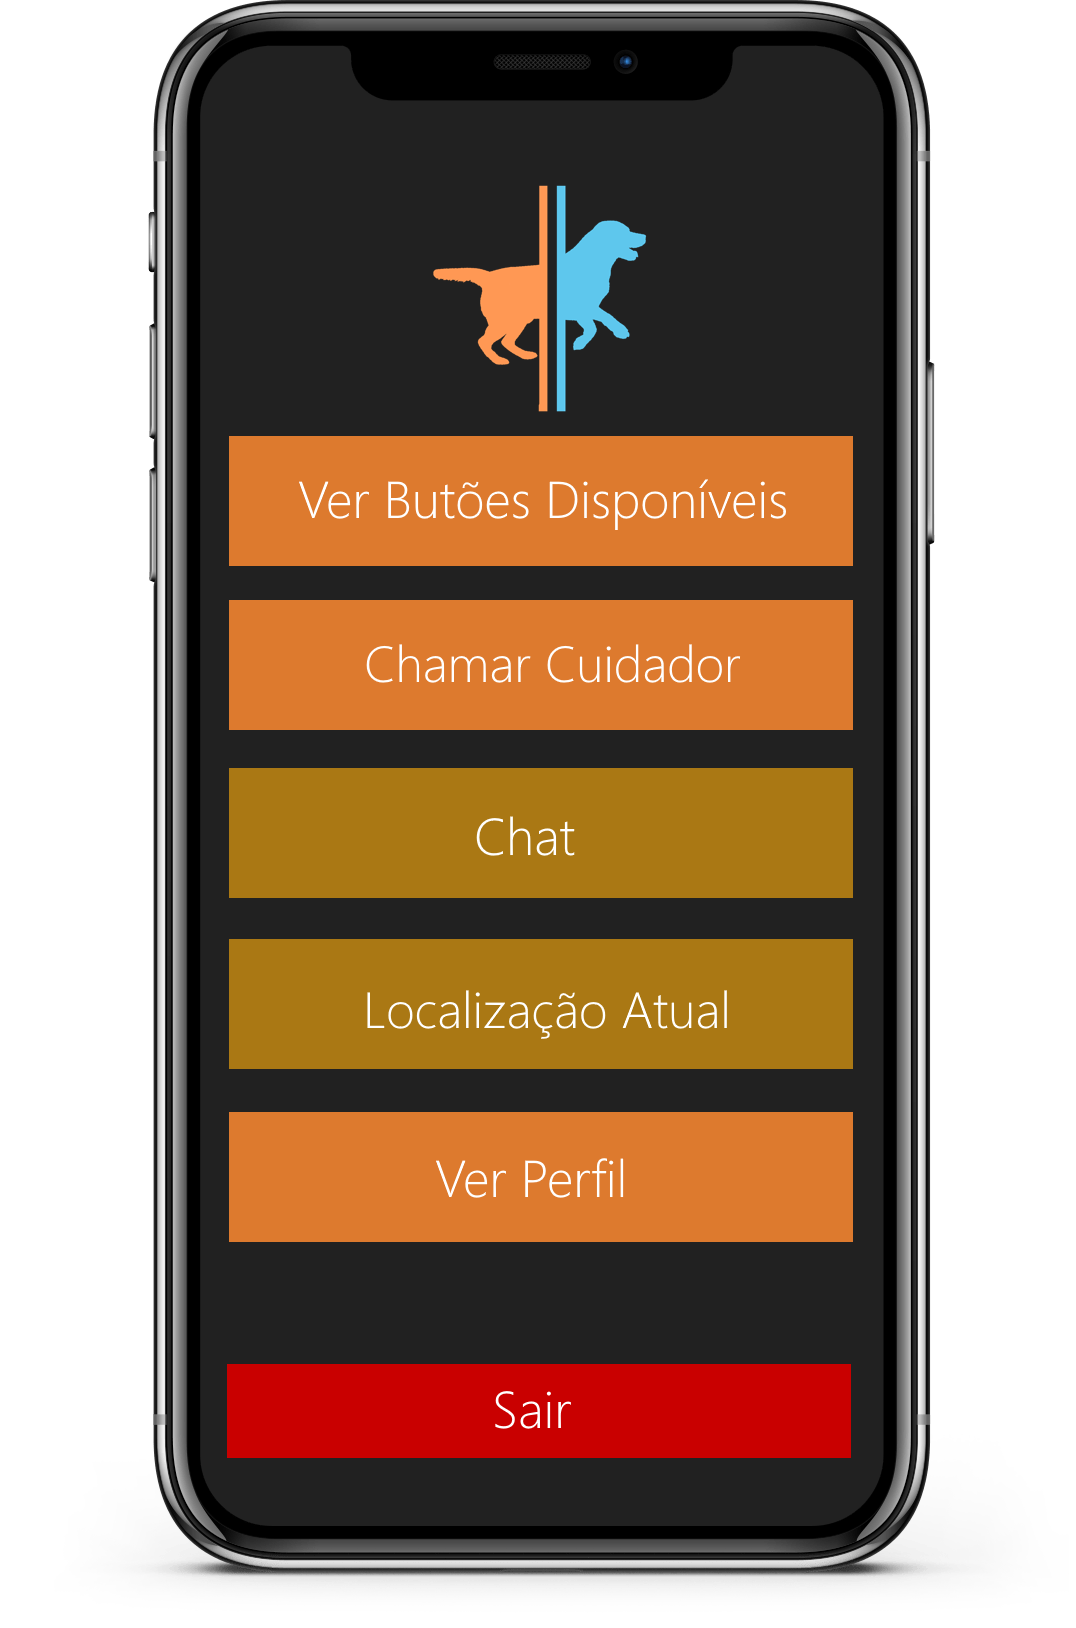 Ver Butões Disponíveis
Chamar Cuidador
Chat
Localização Atual
Ver Perfil
Sair